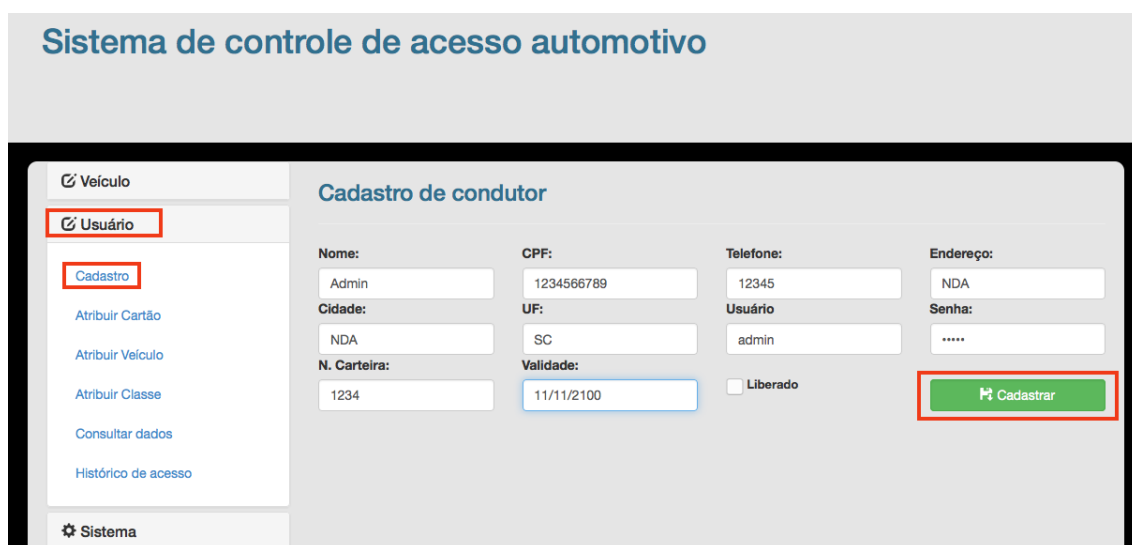 Sistema de controle de acesso automotivo
Veículo
Usuário
Cadastro
Atribuir Cartão
Atribuir Veículo
Atribuir Classe
Consultar dados
Histórico de acesso
Sistema
Cadastro de condutor
Nome: CPF: Telefone: Endereço:
Admin 1234566789 12345 NDA
Cidade: UF: Usuário Senha:
NDA SC admin •••••
N. Carteira: Validade:
1234 11/11/2100 Liberado Cadastrar